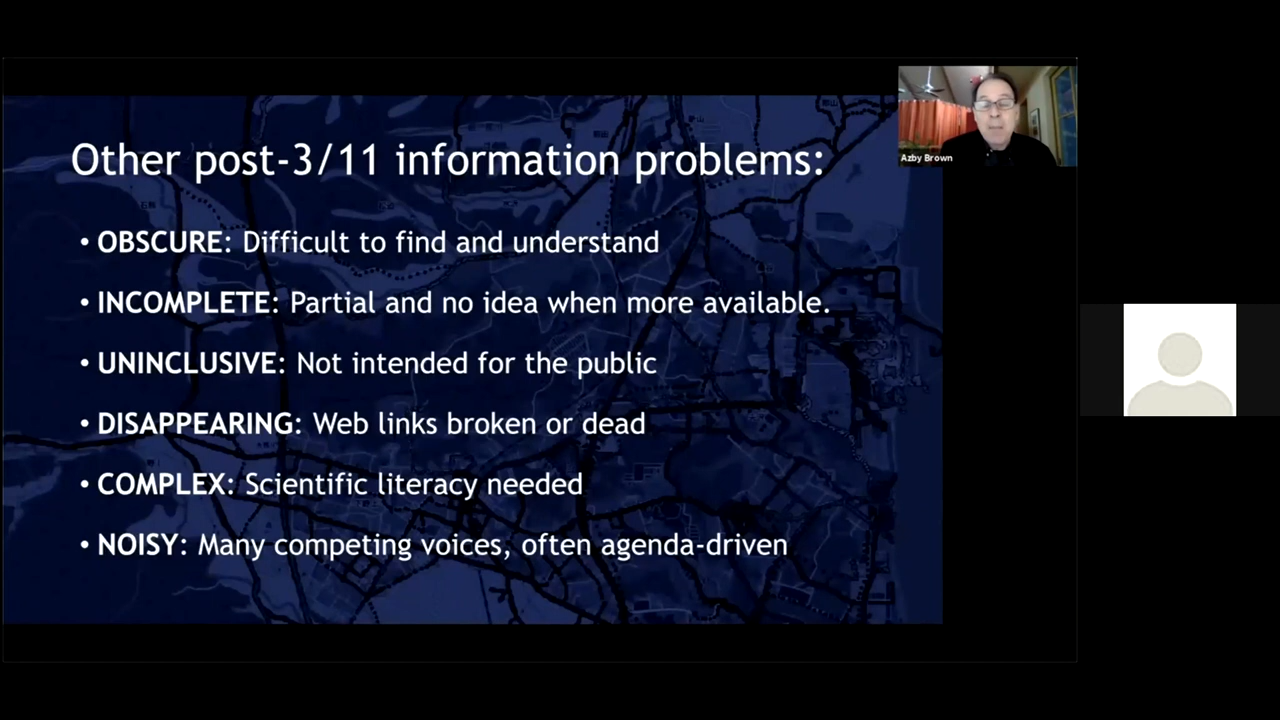 Other post-3/11 information problems:
• OBSCURE: Difficult to find and understand
• INCOMPLETE: Partial and no idea when more available.
• UNINCLUSIVE: Not intended for the public
• DISAPPEARING: Web links broken or dead
• COMPLEX: Scientific literacy needed
• NOISY: Many competing voices, often agenda-driven
Azby Brown